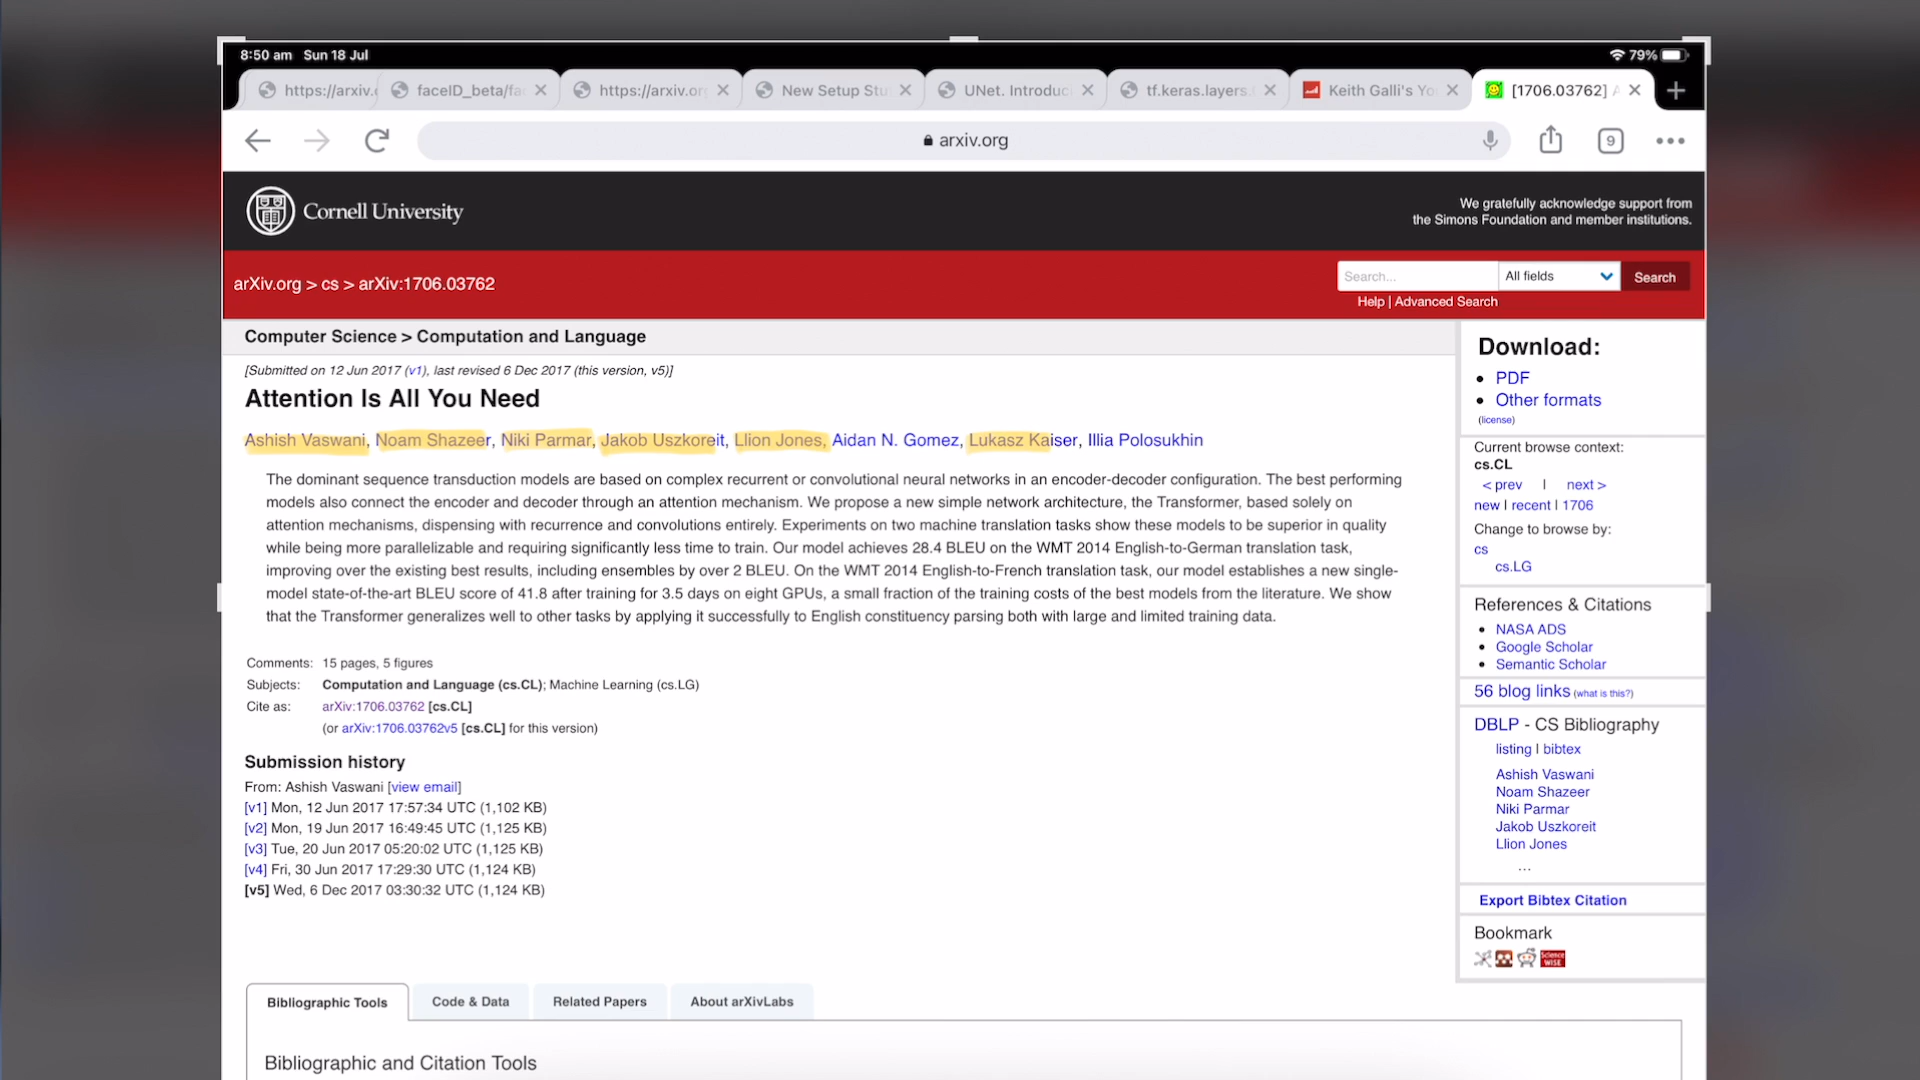 8:50 am Sun 18 Jul
79%
https://arxiv.
faceID_beta/fa
https://arxiv.or
New Setup Stu
UNet. Introduc
tf.keras.layers.
Keith Galli's Yo
[1706.03762] A
arxiv.org
9
Cornell University
We gratefully acknowledge support from
the Simons Foundation and member institutions.
arXiv.org > cs > arXiv:1706.03762
Search...
All fields
Search
Help | Advanced Search
Computer Science > Computation and Language
[Submitted on 12 Jun 2017 (v1), last revised 6 Dec 2017 (this version, v5)]
Attention Is All You Need
Ashish Vaswani, Noam Shazeer, Niki Parmar, Jakob Uszkoreit, Llion Jones, Aidan N. Gomez, Lukasz Kaiser, Illia Polosukhin
The dominant sequence transduction models are based on complex recurrent or convolutional neural networks in an encoder-decoder configuration. The best performing
models also connect the encoder and decoder through an attention mechanism. We propose a new simple network architecture, the Transformer, based solely on
attention mechanisms, dispensing with recurrence and convolutions entirely. Experiments on two machine translation tasks show these models to be superior in quality
while being more parallelizable and requiring significantly less time to train. Our model achieves 28.4 BLEU on the WMT 2014 English-to-German translation task,
improving over the existing best results, including ensembles by over 2 BLEU. On the WMT 2014 English-to-French translation task, our model establishes a new single-
model state-of-the-art BLEU score of 41.8 after training for 3.5 days on eight GPUs, a small fraction of the training costs of the best models from the literature. We show
that the Transformer generalizes well to other tasks by applying it successfully to English constituency parsing both with large and limited training data.
Comments: 15 pages, 5 figures
Subjects: Computation and Language (cs.CL); Machine Learning (cs.LG)
Cite as: arXiv:1706.03762 [cs.CL]
(or arXiv:1706.03762v5 [cs.CL] for this version)
Submission history
From: Ashish Vaswani [view email]
[v1] Mon, 12 Jun 2017 17:57:34 UTC (1,102 KB)
[v2] Mon, 19 Jun 2017 16:49:45 UTC (1,125 KB)
[v3] Tue, 20 Jun 2017 05:20:02 UTC (1,125 KB)
[v4] Fri, 30 Jun 2017 17:29:30 UTC (1,124 KB)
[v5] Wed, 6 Dec 2017 03:30:32 UTC (1,124 KB)
Download:
PDF
Other formats
(license)
Current browse context:
cs.CL
< prev | next >
new | recent | 1706
Change to browse by:
cs
cs.LG
References & Citations
NASA ADS
Google Scholar
Semantic Scholar
56 blog links (what is this?)
DBLP - CS Bibliography
listing | bibtex
Ashish Vaswani
Noam Shazeer
Niki Parmar
Jakob Uszkoreit
Llion Jones
...
Export Bibtex Citation
Bookmark
Science
WISE
Bibliographic Tools
Code & Data
Related Papers
About arXivLabs
Bibliographic and Citation Tools